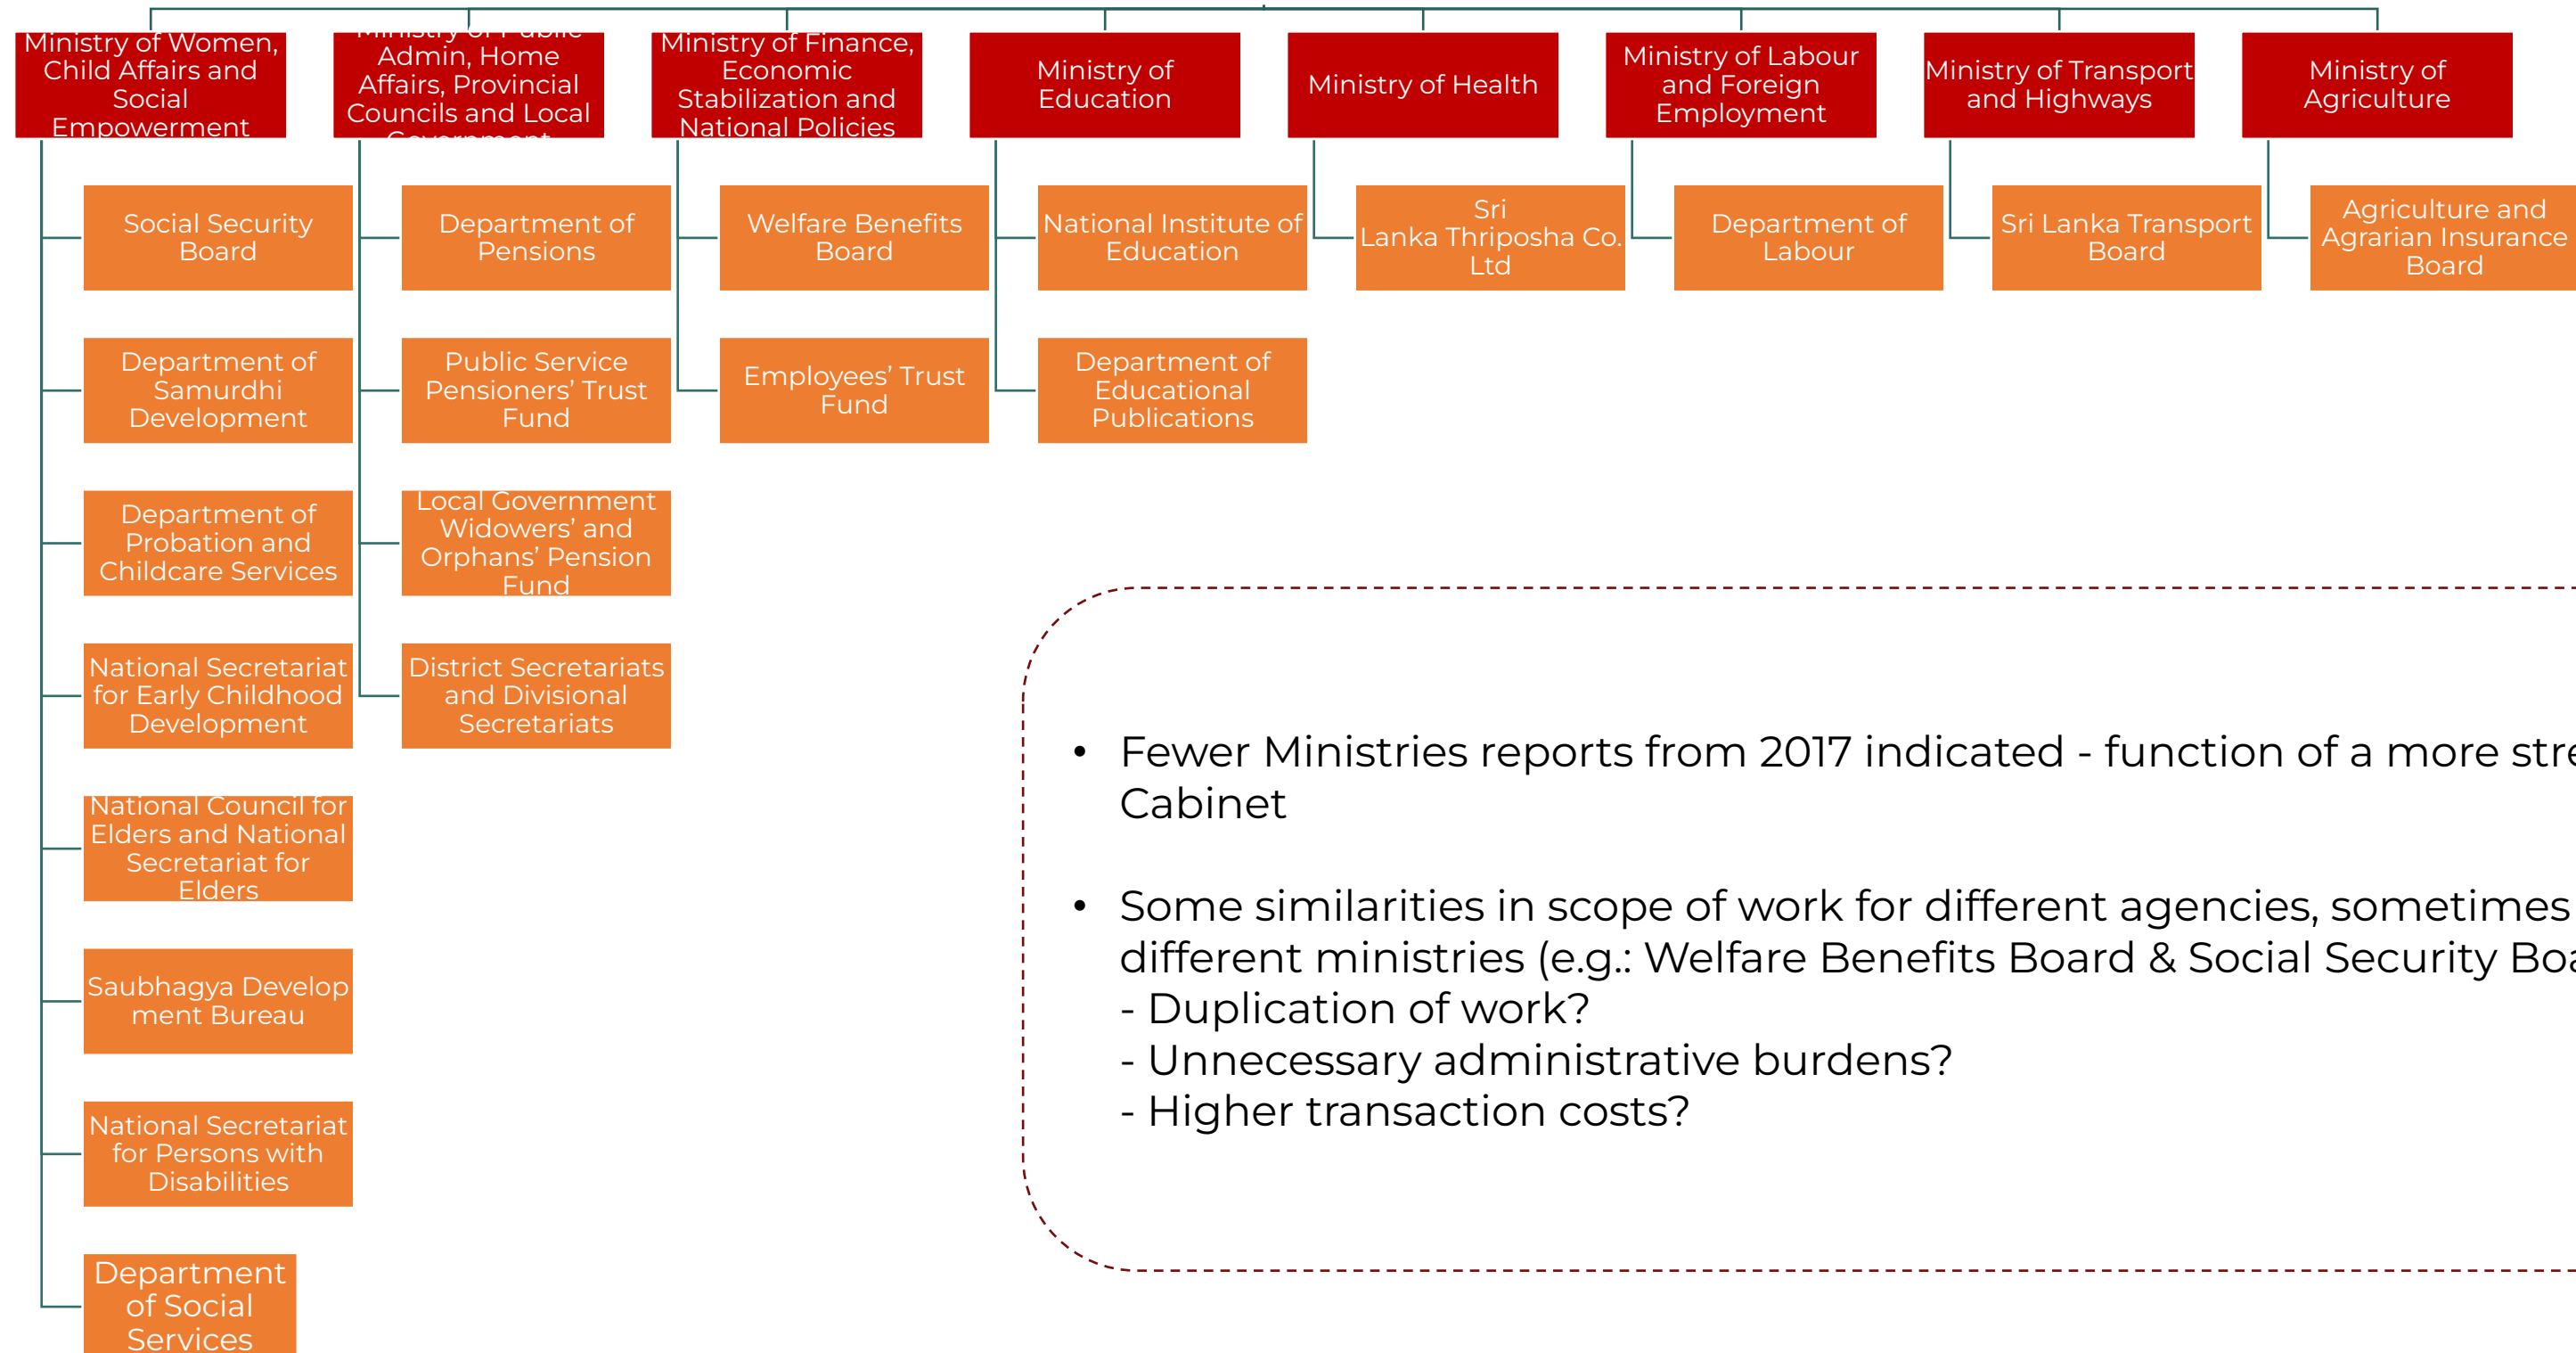 Ministry of Women,
Child Affairs and
Social
Empowerment
Ministry of Public
Admin, Home
Affairs, Provincial
Councils and Local
Government
Ministry of Finance,
Economic
Stabilization and
National Policies
Ministry of
Education
Ministry of Health
Ministry of Labour
and Foreign
Employment
Ministry of Transport
and Highways
Ministry of
Agriculture
Social Security
Board
Department of
Pensions
Welfare Benefits
Board
National Institute of
Education
Sri
Lanka Thriposha Co.
Ltd
Department of
Labour
Sri Lanka Transport
Board
Agriculture and
Agrarian Insurance
Board
Department of
Samurdhi
Development
Public Service
Pensioners’ Trust
Fund
Employees’ Trust
Fund
Department of
Educational
Publications
Department of
Probation and
Childcare Services
Local Government
Widowers’ and
Orphans’ Pension
Fund
National Secretariat
for Early Childhood
Development
District Secretariats
and Divisional
Secretariats
National Council for
Elders and National
Secretariat for
Elders
Saubhagya Develop
ment Bureau
National Secretariat
for Persons with
Disabilities
Department
of Social
Services
• Fewer Ministries reports from 2017 indicated - function of a more
Cabinet
• Some similarities in scope of work for different agencies, sometimes
different ministries (e.g.: Welfare Benefits Board & Social Security
- Duplication of work?
- Unnecessary administrative burdens?
- Higher transaction costs?